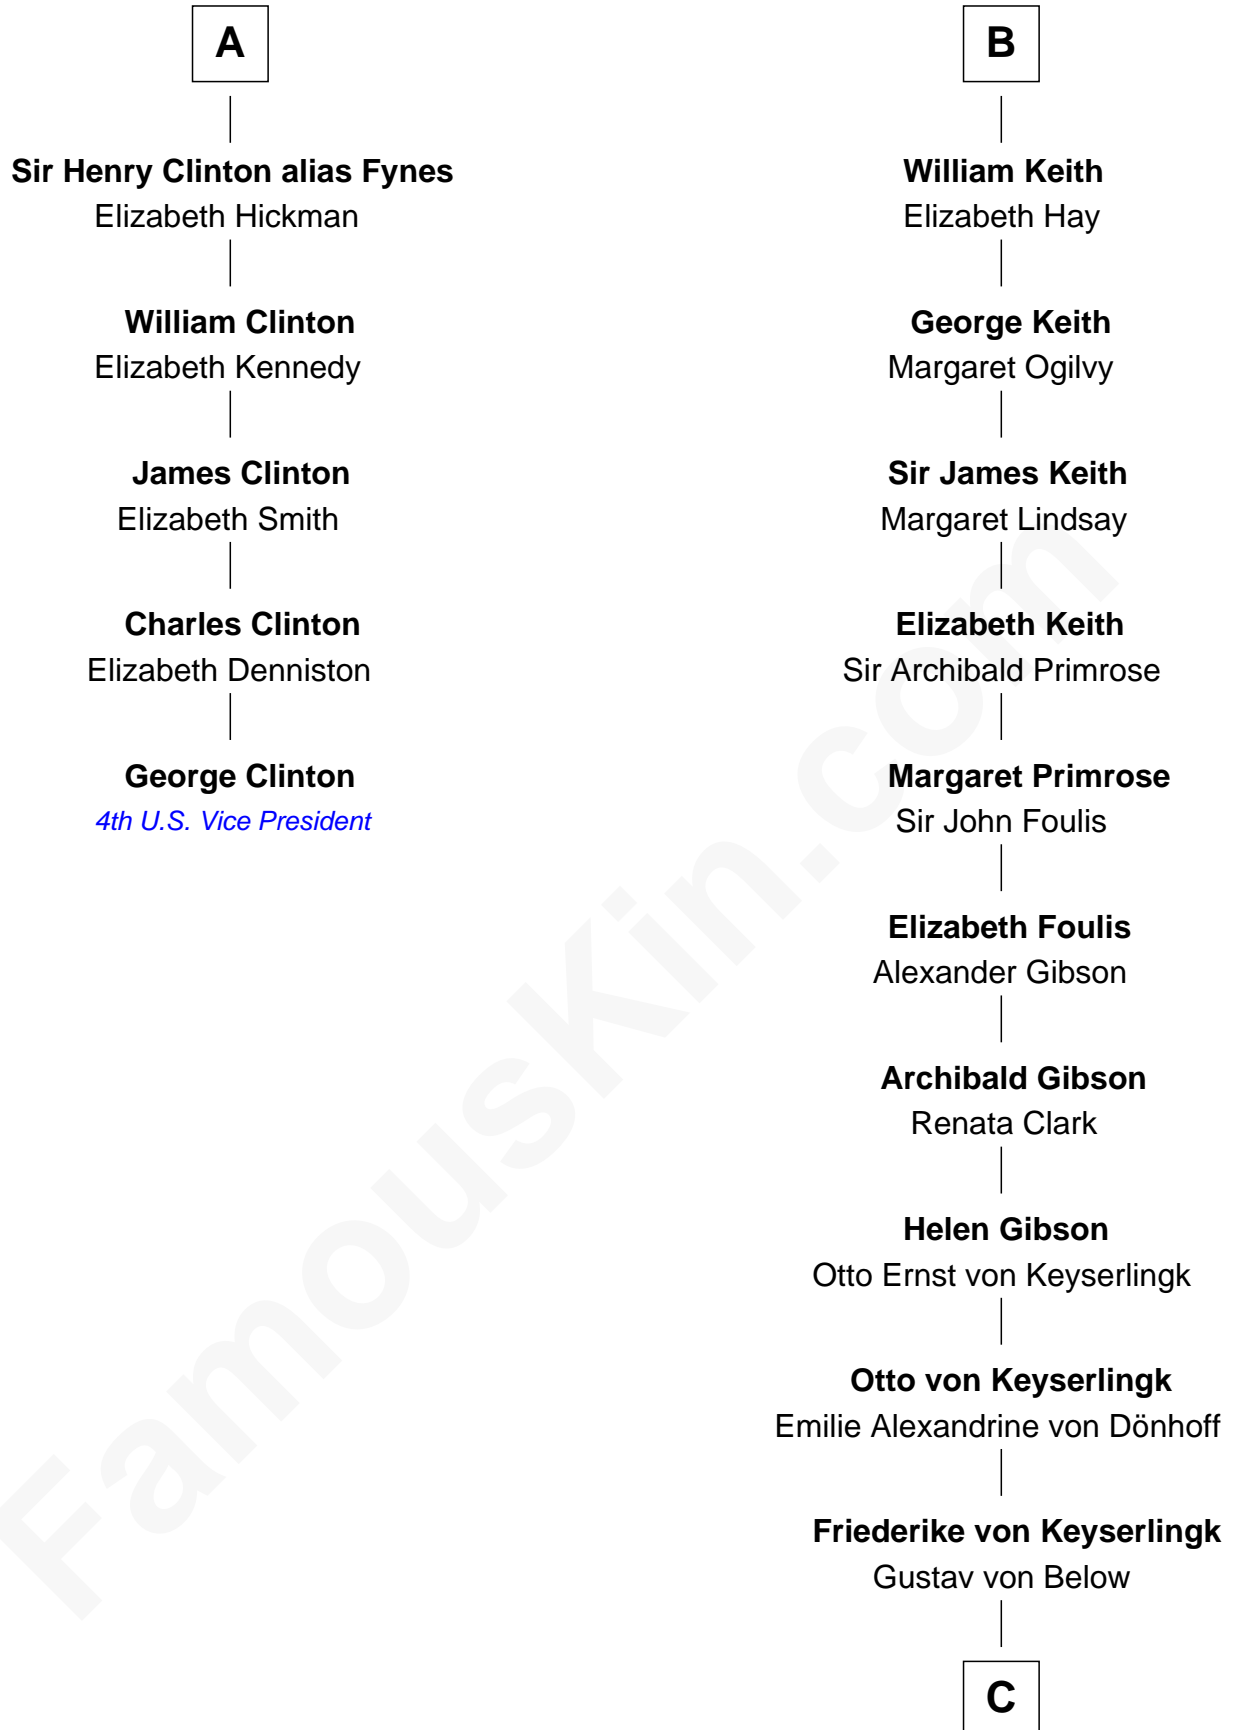 A
Sir Henry Clinton alias Fynes
Elizabeth Hickman
William Clinton
Elizabeth Kennedy
James Clinton
Elizabeth Smith
Charles Clinton
Elizabeth Denniston
George Clinton
4th U.S. Vice President
B
William Keith
Elizabeth Hay
George Keith
Margaret Ogilvy
Sir James Keith
Margaret Lindsay
Elizabeth Keith
Sir Archibald Primrose
Margaret Primrose
Sir John Foulis
Elizabeth Foulis
Alexander Gibson
Archibald Gibson
Renata Clark
Helen Gibson
Otto Ernst von Keyserlingk
Otto von Keyserlingk
Emilie Alexandrine von Dönhoff
Friederike von Keyserlingk
Gustav von Below
C
FamousKin.com